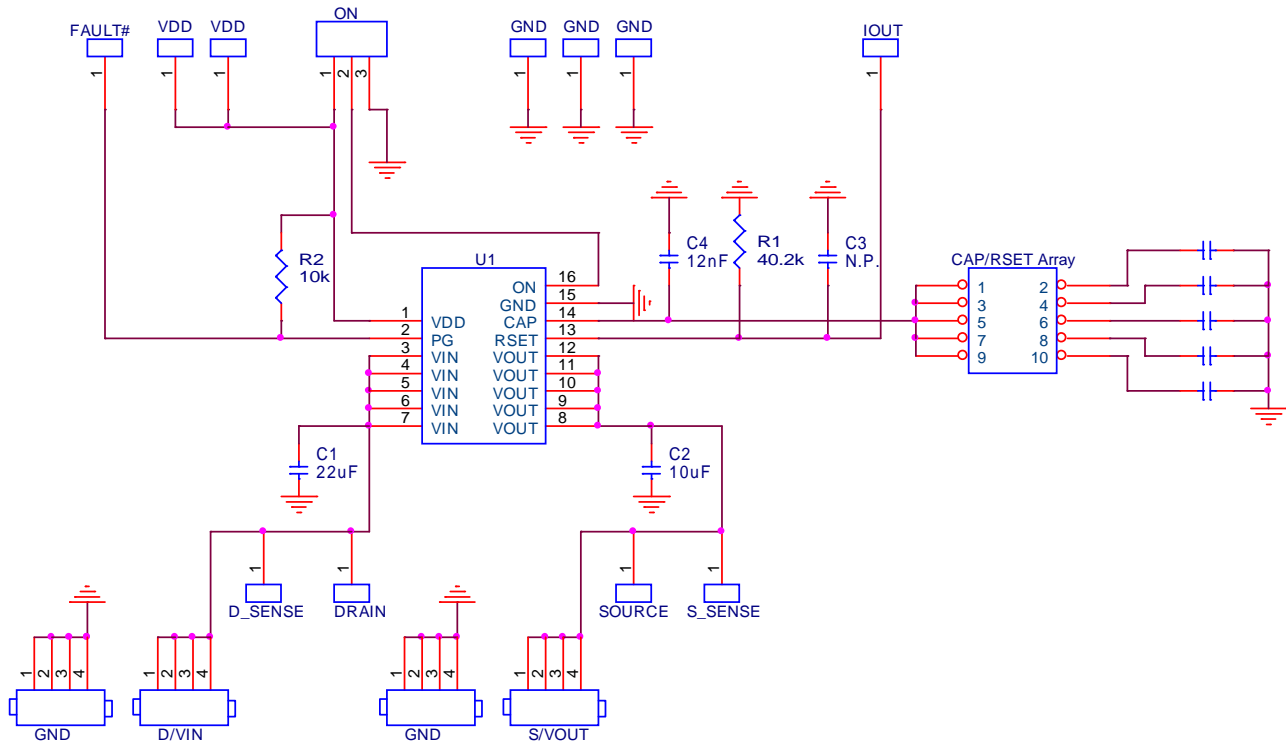 ON
FAULT# VDD VDD GND GND GND IOUT
1 1 1 1 2 3 1 1 1 1
R2
10k
C4
12nF
R1
40.2k
C3
N.P.
U1
1 VDD
2 PG
3 VIN
4 VIN
5 VIN
6 VIN
7 VIN
ON 16
GND 15
CAP 14
RSET 13
VOUT 12
VOUT 11
VOUT 10
VOUT 9
VOUT 8
CAP/RSET Array
1 2
3 4
5 6
7 8
9 10
C1
22uF
C2
10uF
1 1 1 1
D_SENSE DRAIN SOURCE S_SENSE
1 2 3 4 1 2 3 4 1 2 3 4 1 2 3 4
GND D/VIN GND S/VOUT